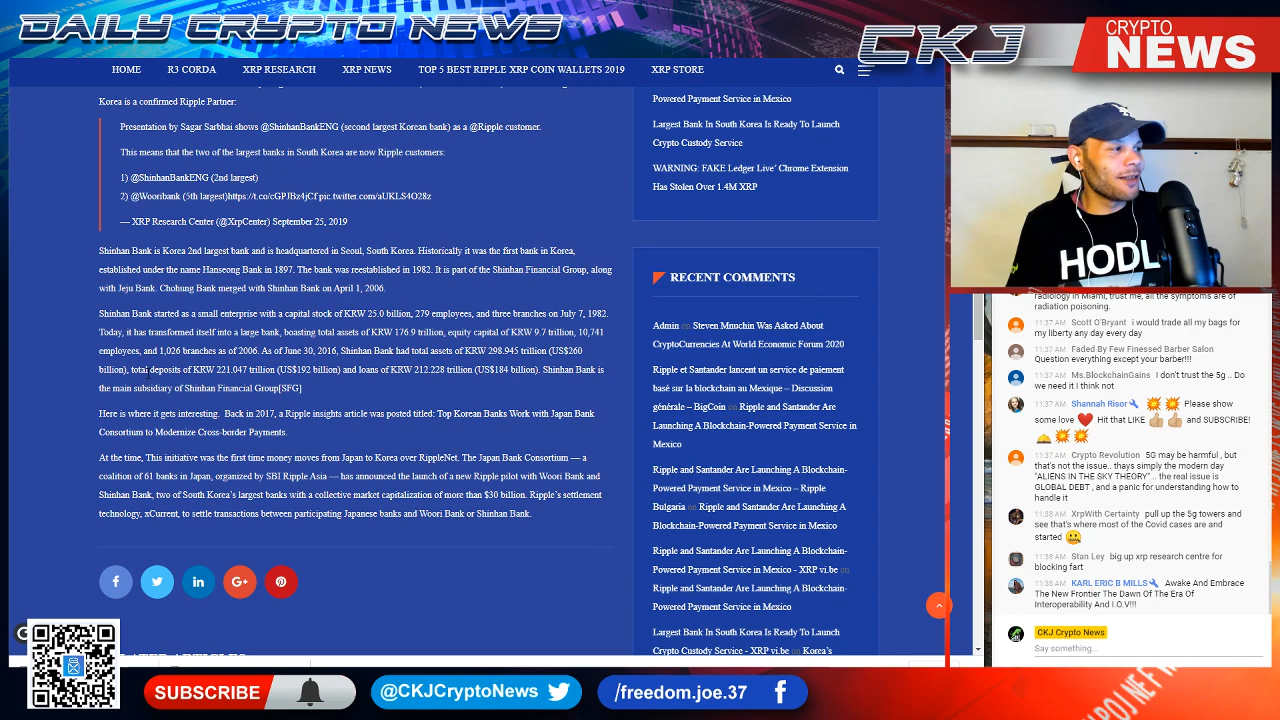 DAILY CRYPTO NEWS
CKJ
CRYPTO
NEWS
HOME
R3 CORDA
XRP RESEARCH
XRP NEWS
TOP 5 BEST RIPPLE XRP COIN WALLETS 2019
XRP STORE
Korea is a confirmed Ripple Partner:
Presentation by Sagar Sarbhai shows @ShinhanBankENG (second largest Korean bank) as a @Ripple customer.
This means that the two of the largest banks in South Korea are now Ripple customers:
1) @ShinhanBankENG (2nd largest)
2) @Wooribank (5th largest)https://t.co/cGPJBz4jCf pic.twitter.com/aUKLS4O28z
— XRP Research Center (@XrpCenter) September 25, 2019
Shinhan Bank is Korea 2nd largest bank and is headquartered in Seoul, South Korea. Historically it was the first bank in Korea,
established under the name Hanseong Bank in 1897. The bank was reestablished in 1982. It is part of the Shinhan Financial Group, along
with Jeju Bank. Chohung Bank merged with Shinhan Bank on April 1, 2006.
Shinhan Bank started as a small enterprise with a capital stock of KRW 25.0 billion, 279 employees, and three branches on July 7, 1982.
Today, it has transformed itself into a large bank, boasting total assets of KRW 176.9 trillion, equity capital of KRW 9.7 trillion, 10,741
employees, and 1,026 branches as of 2006. As of June 30, 2016, Shinhan Bank had total assets of KRW 298.945 trillion (US$260
billion), total deposits of KRW 221.047 trillion (US$192 billion) and loans of KRW 212.228 trillion (US$184 billion). Shinhan Bank is
the main subsidiary of Shinhan Financial Group[SFG]
Here is where it gets interesting. Back in 2017, a Ripple insights article was posted titled: Top Korean Banks Work with Japan Bank
Consortium to Modernize Cross-border Payments.
At the time, This initiative was the first time money moves from Japan to Korea over RippleNet. The Japan Bank Consortium — a
coalition of 61 banks in Japan, organized by SBI Ripple Asia — has announced the launch of a new Ripple pilot with Woori Bank and
Shinhan Bank, two of South Korea's largest banks with a collective market capitalization of more than $30 billion. Ripple's settlement
technology, xCurrent, to settle transactions between participating Japanese banks and Woori Bank or Shinhan Bank.
Powered Payment Service in Mexico
Largest Bank In South Korea Is Ready To Launch
Crypto Custody Service
WARNING: FAKE Ledger Live' Chrome Extension
Has Stolen Over 1.4M XRP
RECENT COMMENTS
Admin on Steven Mnuchin Was Asked About
CryptoCurrencies At World Economic Forum 2020
Ripple et Santander lancent un service de paiement
basé sur la blockchain au Mexique – Discussion
générale – BigCoin on Ripple and Santander Are
Launching A Blockchain-Powered Payment Service in
Mexico
Ripple and Santander Are Launching A Blockchain-
Powered Payment Service in Mexico – Ripple
Bulgaria on Ripple and Santander Are Launching A
Blockchain-Powered Payment Service in Mexico
Ripple and Santander Are Launching A Blockchain-
Powered Payment Service in Mexico - XRP vi.be on
Ripple and Santander Are Launching A Blockchain-
Powered Payment Service in Mexico
Largest Bank In South Korea Is Ready To Launch
Crypto Custody Service - XRP vi.be on Korea's
HODL
radiology in Miami, trust me, all the symptoms are of
radiation poisoning.
11:37 AM Scott O'Bryant i would trade all my bags for
my liberty any day every day
11:37 AM Faded By Few Finessed Barber Salon
Question everything except your barber!!!
11:37 AM Ms.BlockchainGains I don't trust the 5g .. Do
we need it I think not
11:37 AM Shannah Risor Please show
some love Hit that LIKE and SUBSCRIBE!
11:37 AM Crypto Revolution 5G may be harmful , but
that's not the issue.. thays simply the modern day
"ALIENS IN THE SKY THEORY" .. the real issue is
GLOBAL DEBT , and a panic for understanding how to
handle it
11:38 AM XrpWith Certainty pull up the 5g towers and
see that's where most of the Covid cases are and
started
11:38 AM Stan Ley big up xrp research centre for
blocking fart
11:38 AM KARL ERIC B MILLS Awake And Embrace
The New Frontier The Dawn Of The Era Of
Interoperability And I.O.V!!!
CKJ Crypto News
Say something...
SUBSCRIBE
@CKJCryptoNews
/freedom.joe.37